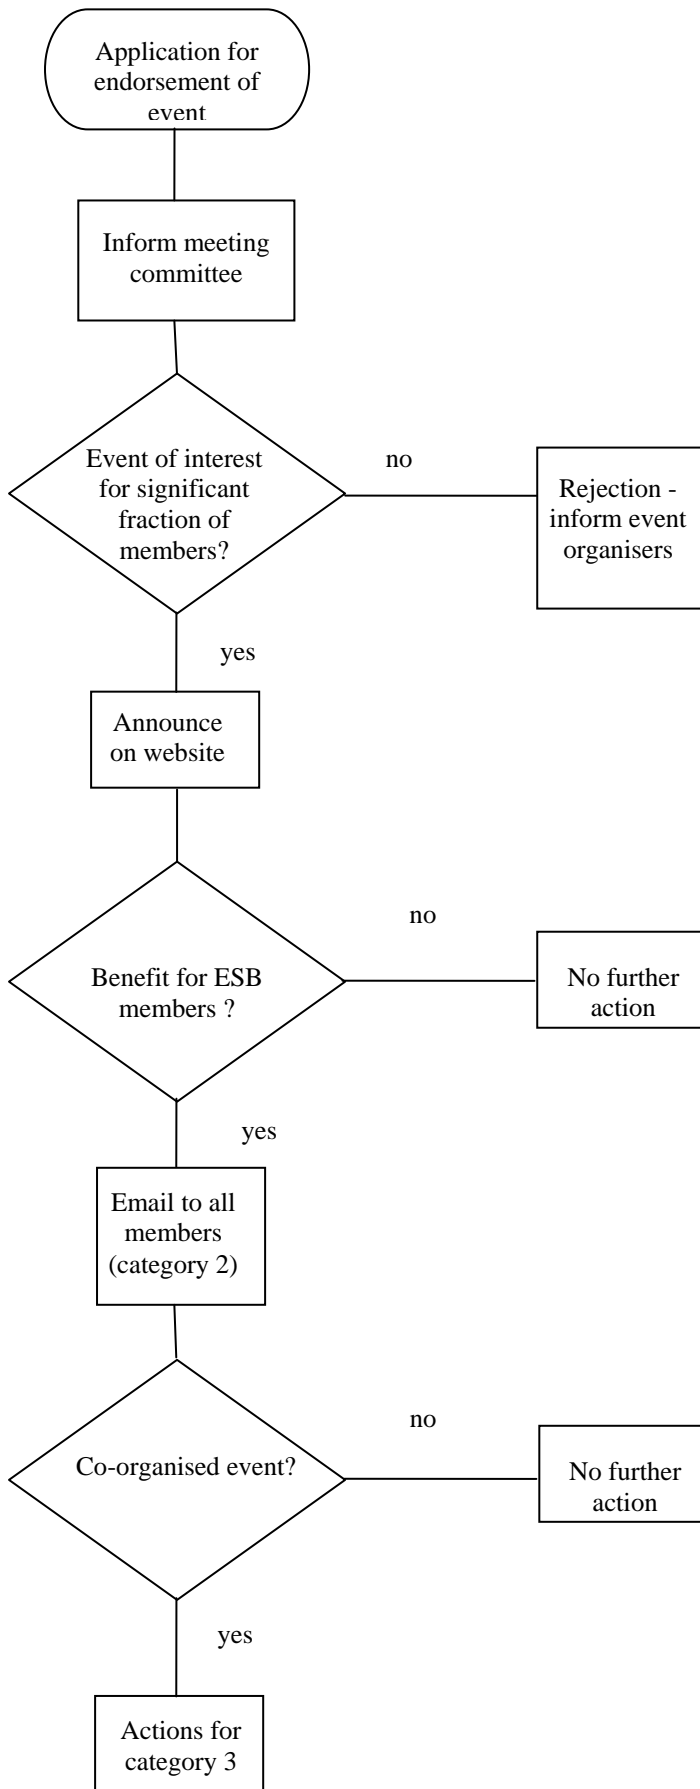 Application for
endorsement of
event
Inform meeting
committee
Event of interest
for significant
fraction of
members?
no
Rejection -
inform event
organisers
yes
Announce
on website
Benefit for ESB
members ?
no
No further
action
yes
Email to all
members
(category 2)
Co-organised event?
no
No further
action
yes
Actions for
category 3